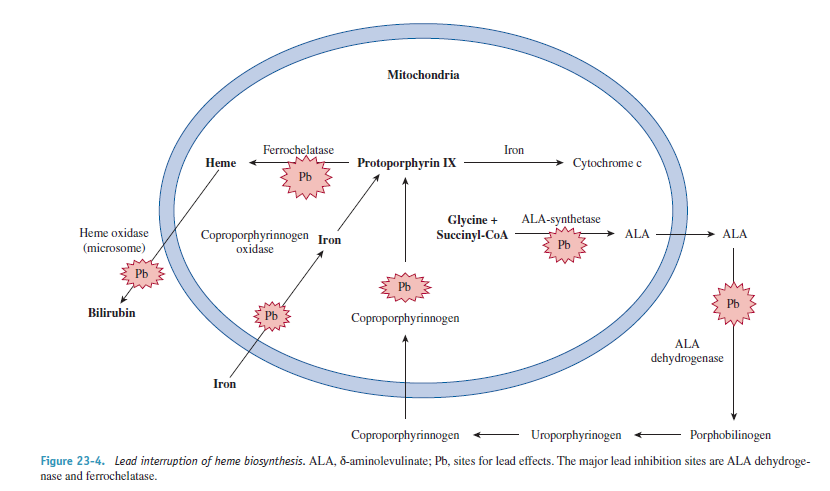 Mitochondria
Ferrochelatase
Iron
Heme
Protoporphyrin IX
Cytochrome c
Pb
Glycine +
Succinyl-CoA
ALA-synthetase
ALA
ALA
Pb
Heme oxidase
(microsome)
Coproporphyrinnogen
oxidase
Iron
Pb
Pb
Pb
Pb
Bilirubin
Coproporphyrinnogen
ALA
dehydrogenase
Iron
Coproporphyrinnogen
Uroporphyrinogen
Porphobilinogen
Figure 23-4. Lead interruption of heme biosynthesis. ALA, δ-aminolevulinate; Pb, sites for lead effects. The major lead inhibition sites are ALA dehydroge-
nase and ferrochelatase.